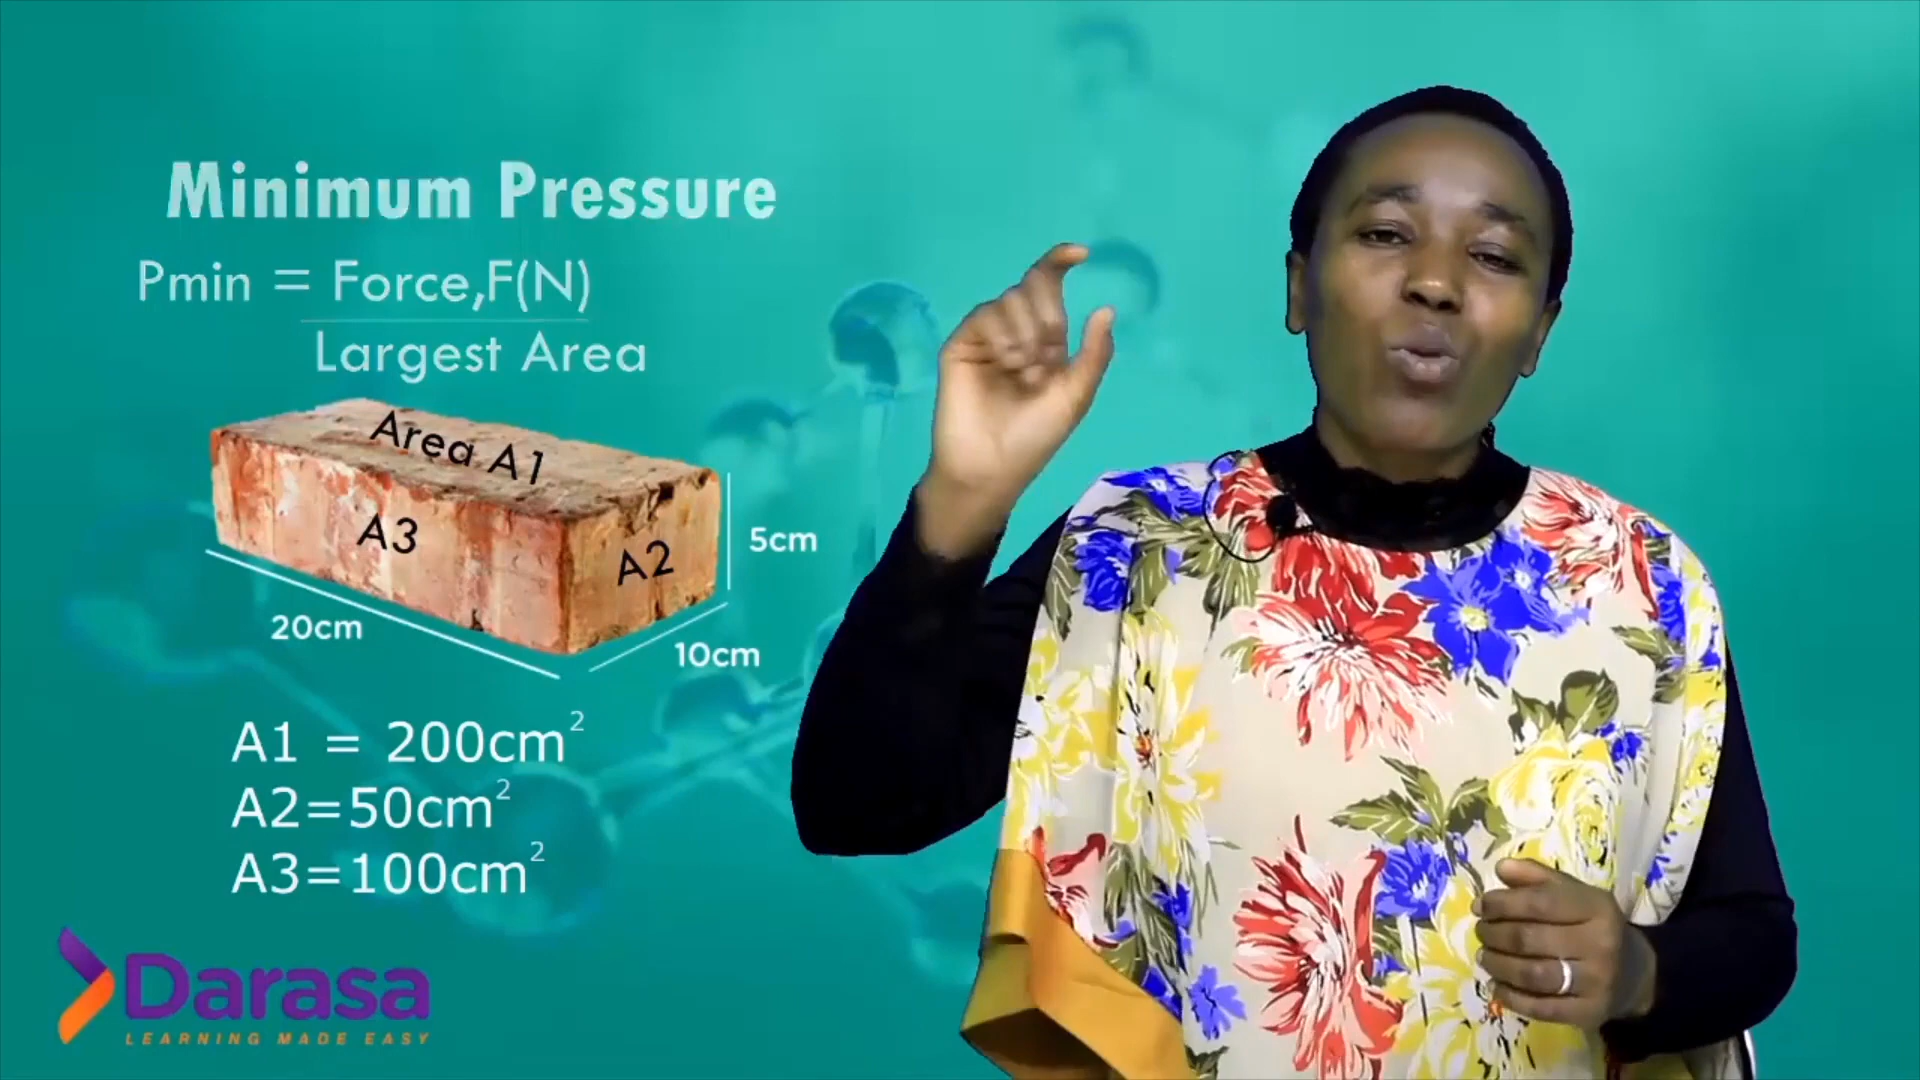 Minimum Pressure
Pmin = Force,F(N)
Largest Area
Area A1
A3
A2
5cm
20cm
10cm
A1 = 200cm²
A2=50cm²
A3=100cm²
Darasa
LEARNING MADE EASY